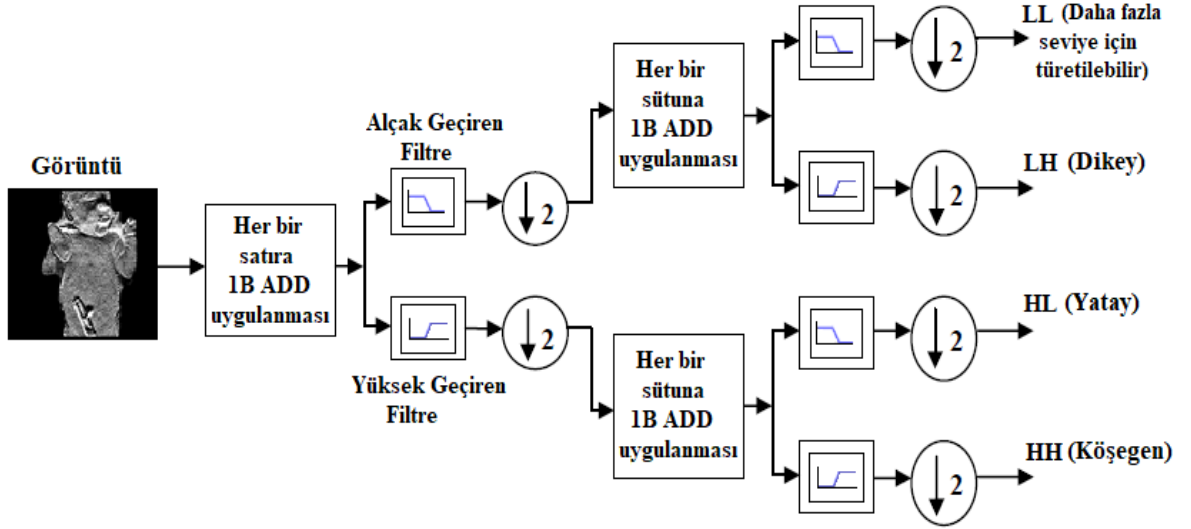 Görüntü
Her bir
satıra
1B ADD
uygulanması
Alçak Geçiren
Filtre
2
Yüksek Geçiren
Filtre
2
Her bir
sütuna
1B ADD
uygulanması
2
LL (Daha fazla
seviye için
türetilebilir)
2
LH (Dikey)
Her bir
sütuna
1B ADD
uygulanması
2
HL (Yatay)
2
HH (Köşegen)